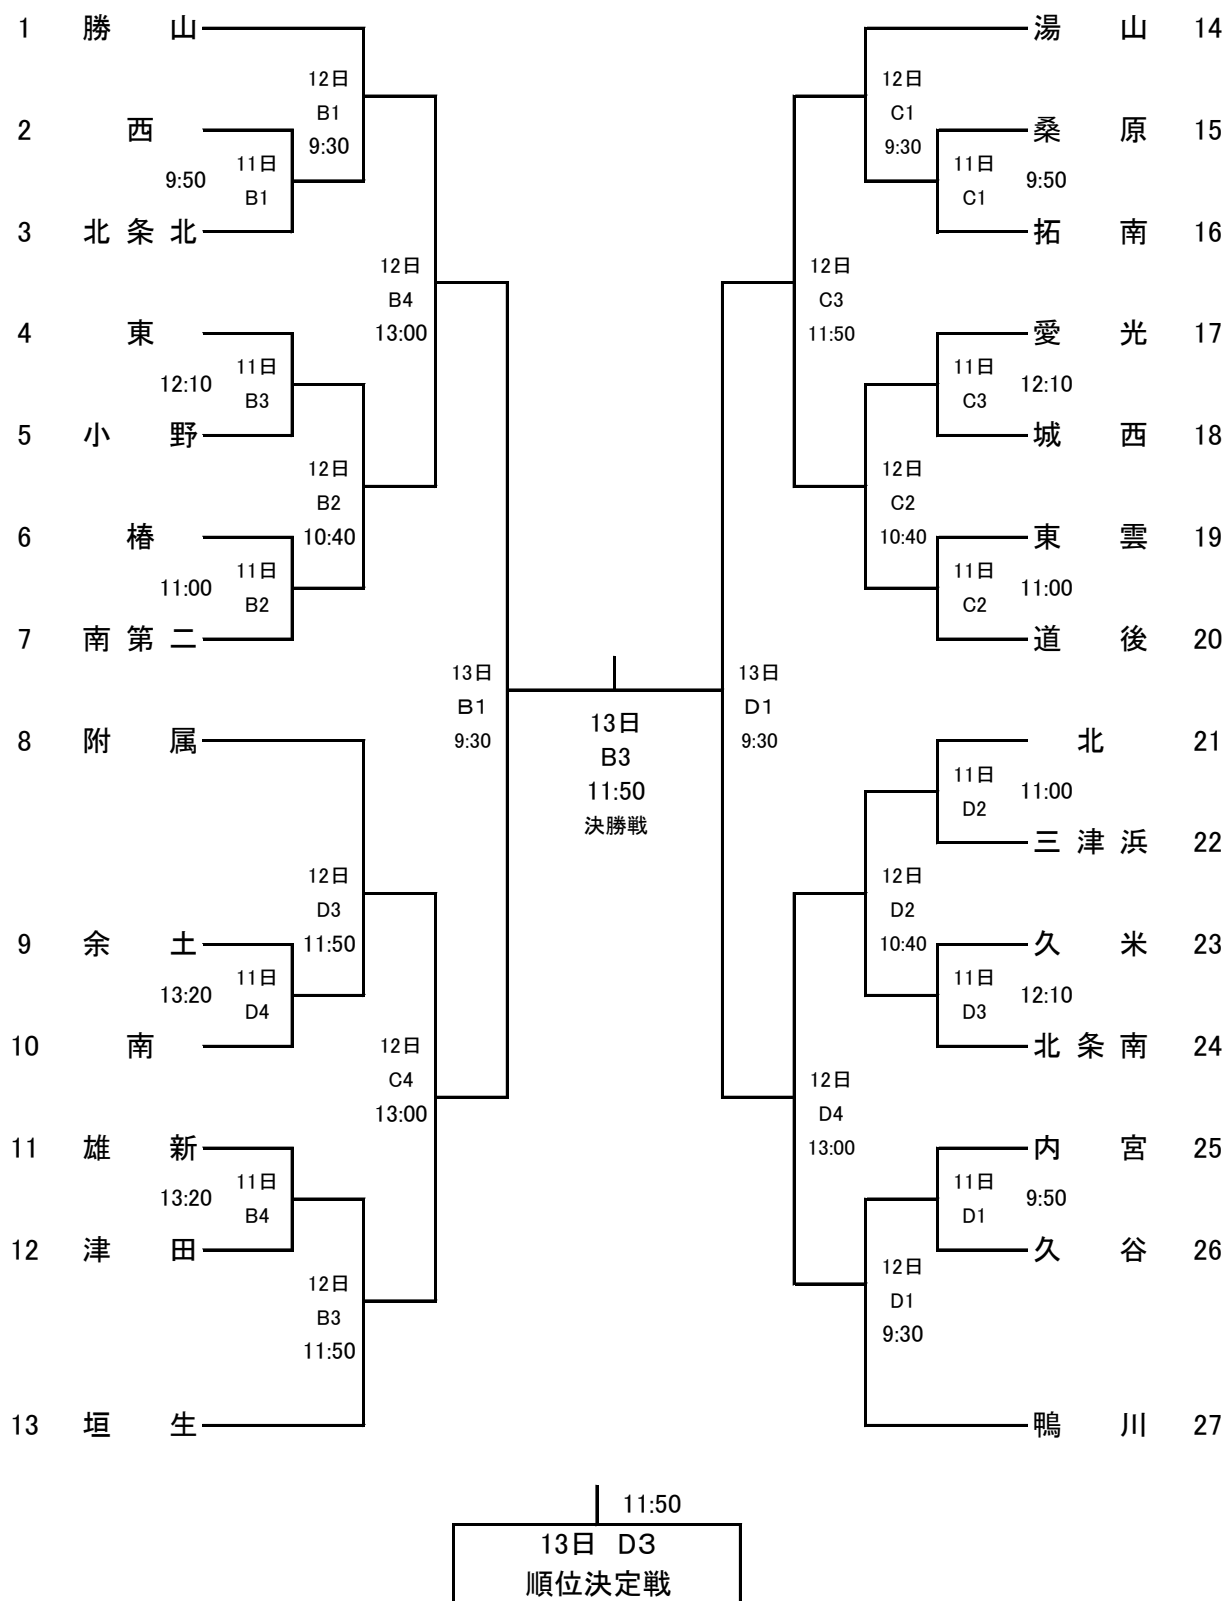 1 勝山
12日
B1
9:30
2 西
9:50
11日
B1
3 北条北
12日
B4
13:00
4 東
12:10
11日
B3
5 小野
12日
B2
10:40
6 椿
11:00
11日
B2
7 南第二
13日
B1
9:30
8 附属
12日
D3
11:50
9 余土
13:20
11日
D4
10 南
12日
C4
13:00
11 雄新
13:20
11日
B4
12 津田
12日
B3
11:50
13 垣生
13日
B3
11:50
決勝戦
湯山 14
12日
C1
9:30
桑原 15
11日
C1
9:50
拓南 16
12日
C3
11:50
愛光 17
11日
C3
12:10
城西 18
12日
C2
10:40
東雲 19
11日
C2
11:00
道後 20
13日
D1
9:30
北 21
11日
D2
11:00
三津浜 22
12日
D2
10:40
久米 23
11日
D3
12:10
北条南 24
12日
D4
13:00
内宮 25
11日
D1
9:50
久谷 26
12日
D1
9:30
鴨川 27
11:50
13日 D3
順位決定戦